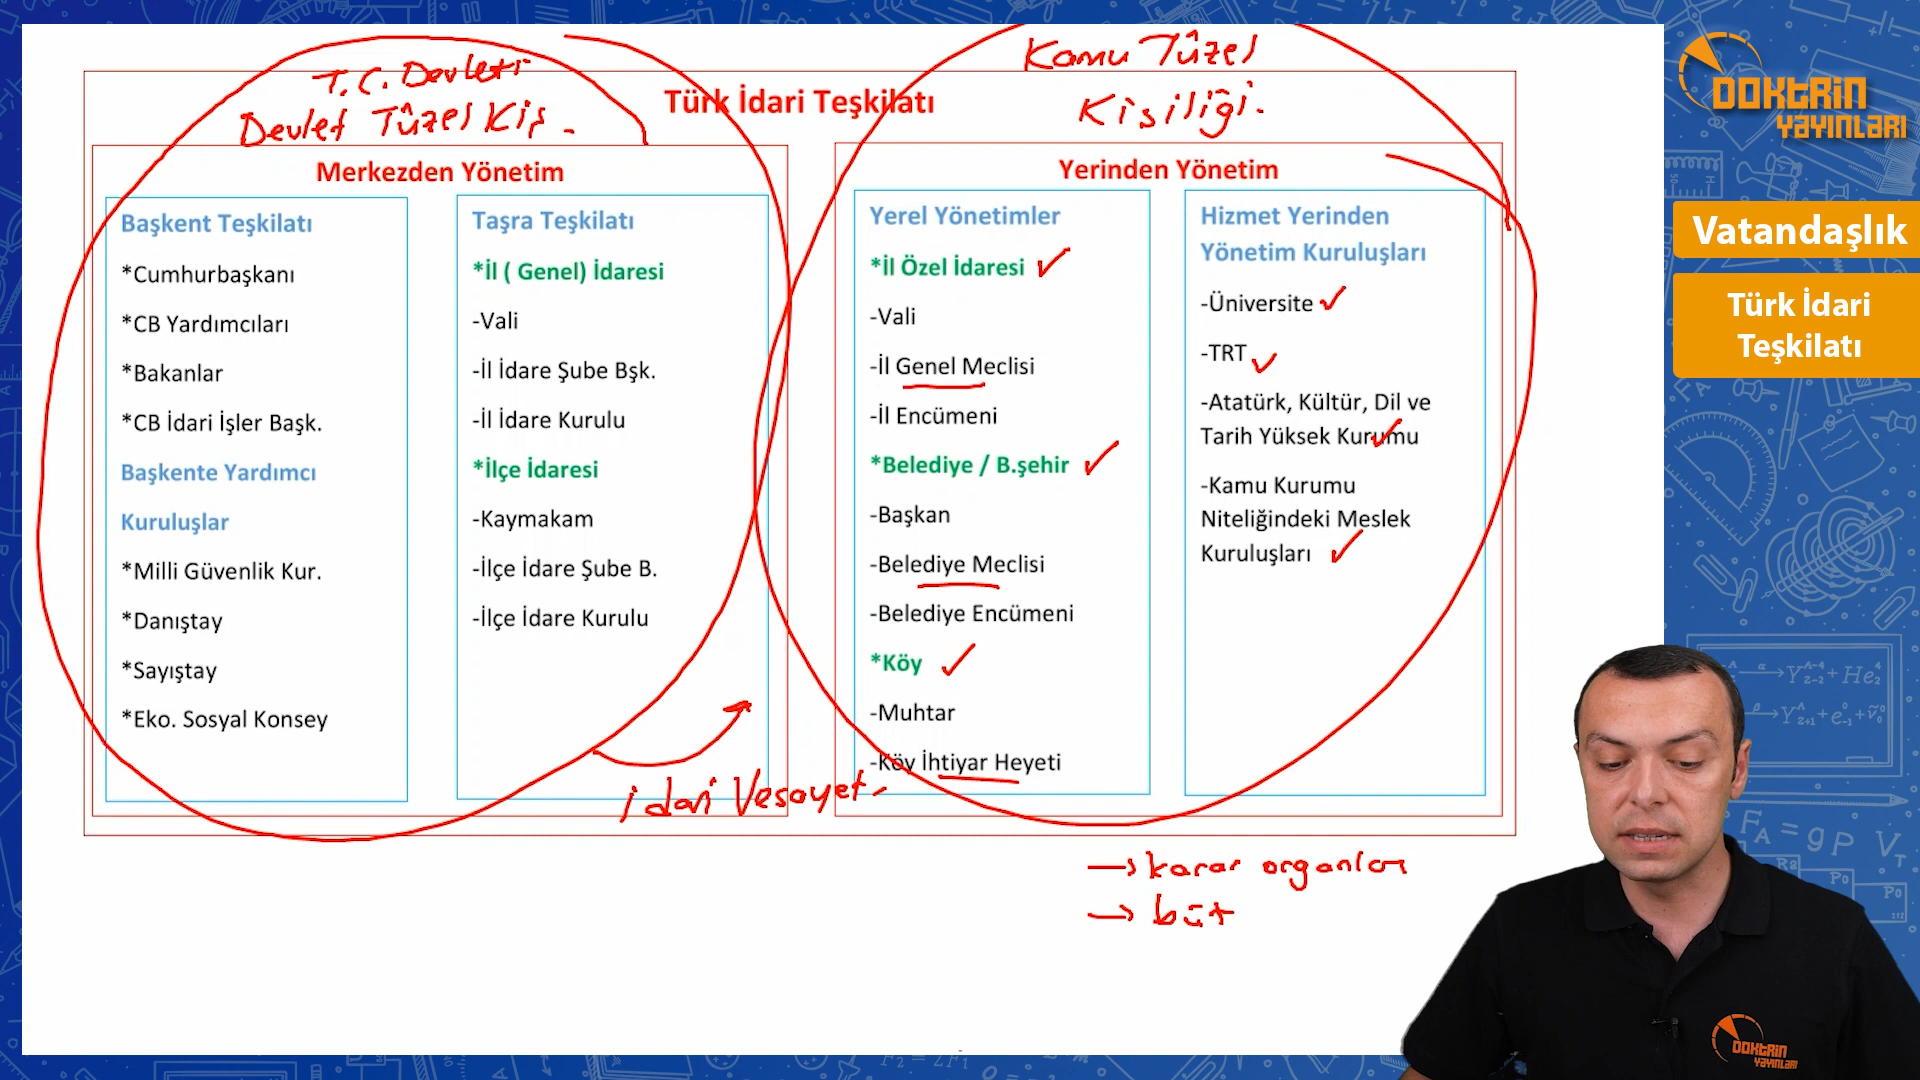 T.C. Devleti
Devlet Tüzel Kiş.
Kamu Tüzel
Kişiliği.
Türk İdari Teşkilatı
Merkezden Yönetim
Başkent Teşkilatı
*Cumhurbaşkanı
*CB Yardımcıları
*Bakanlar
*CB İdari İşler Başk.
Başkente Yardımcı
Kuruluşlar
*Milli Güvenlik Kur.
*Danıştay
*Sayıştay
*Eko. Sosyal Konsey
Taşra Teşkilatı
*İl ( Genel) İdaresi
-Vali
-İl İdare Şube Bşk.
-İl İdare Kurulu
*İlçe İdaresi
-Kaymakam
-İlçe İdare Şube B.
-İlçe İdare Kurulu
Yerinden Yönetim
Yerel Yönetimler
*İl Özel İdaresi
-Vali
-İl Genel Meclisi
-İl Encümeni
*Belediye / B.şehir
-Başkan
-Belediye Meclisi
-Belediye Encümeni
*Köy
-Muhtar
-Köy İhtiyar Heyeti
Hizmet Yerinden
Yönetim Kuruluşları
-Üniversite
-TRT
-Atatürk, Kültür, Dil ve
Tarih Yüksek Kurumu
-Kamu Kurumu
Niteliğindeki Meslek
Kuruluşları
idari Vesayet
karar organları
büt
DOKTRİN
YAYINLARI
Vatandaşlık
Türk İdari
Teşkilatı
DOKTRİN
YAYINLARI